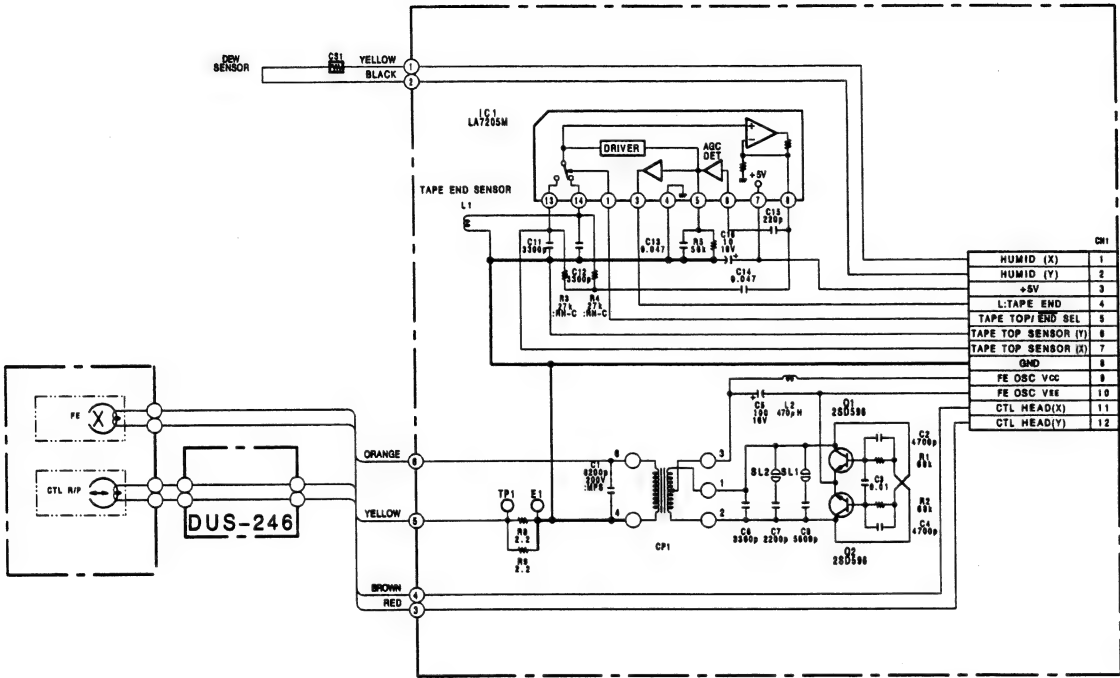 DEW
SENSOR
CS1
YELLOW
1
BLACK
2
IC1
LA7205M
DRIVER
AGC
DET
+
−
+5V
13
14
1
3
4
5
6
7
8
TAPE END SENSOR
L1
C11
3300p
C12
3300p
C13
0.047
R5
56k
C16
10
16V
+
C15
220p
C14
0.047
R3
27k
:RN-C
R4
27k
:RN-C
CN1
HUMID (X) 1
HUMID (Y) 2
+5V 3
L:TAPE END 4
TAPE TOP/END SEL 5
TAPE TOP SENSOR (Y) 6
TAPE TOP SENSOR (X) 7
GND 8
FE OSC VCC 9
FE OSC VEE 10
CTL HEAD(X) 11
CTL HEAD(Y) 12
FE
CTL R/P
DUS-246
ORANGE
6
YELLOW
5
BROWN
4
RED
3
TP1
E1
R8
2.2
R9
2.2
C1
8200p
200V
:MPS
6
4
CP1
3
1
2
+
C5
100
16V
L2
470μH
SL2
SL1
C6
3300p
C7
2200p
C8
5600p
Q1
2SD596
Q2
2SD596
C3
0.01
C2
4700p
R1
68k
R2
68k
C4
4700p